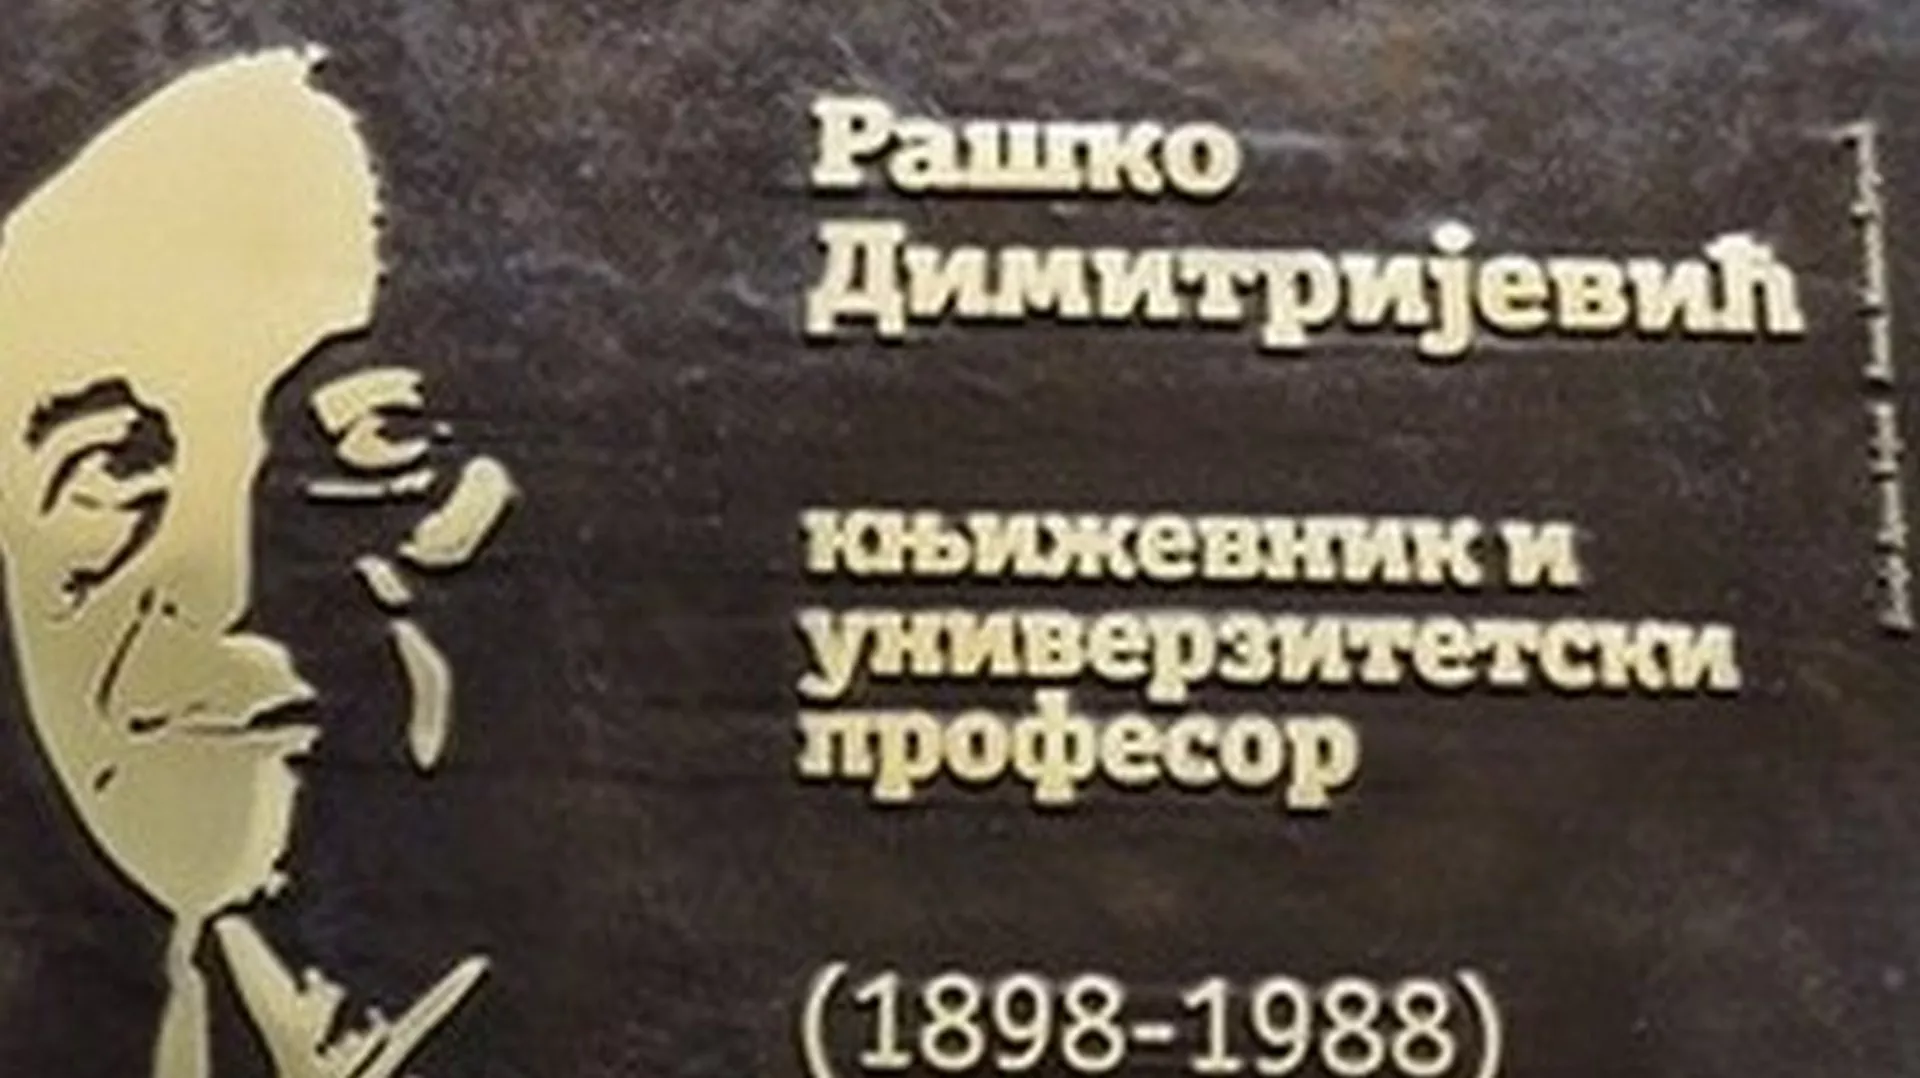 Рашко
Димитријевић
књижевник и
универзитетски
професор
(1898-1988)